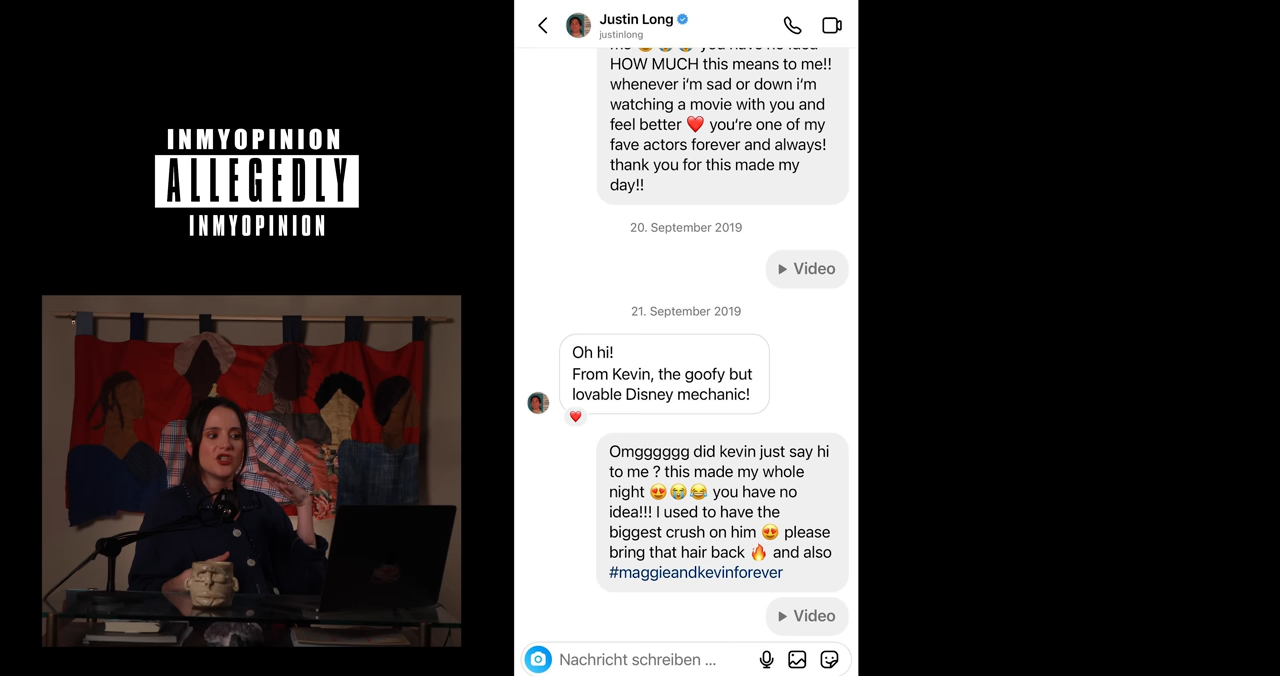 INMYOPINION
ALLEGEDLY
INMYOPINION
Justin Long
justinlong
HOW MUCH this means to me!!
whenever i'm sad or down i'm
watching a movie with you and
feel better ❤️ you're one of my
fave actors forever and always!
thank you for this made my
day!!
20. September 2019
Video
21. September 2019
Oh hi!
From Kevin, the goofy but
lovable Disney mechanic!
Omgggggg did kevin just say hi
to me ? this made my whole
night 😍😭😂 you have no
idea!!! I used to have the
biggest crush on him 😍 please
bring that hair back 🔥 and also
#maggieandkevinforever
Video
Nachricht schreiben ...